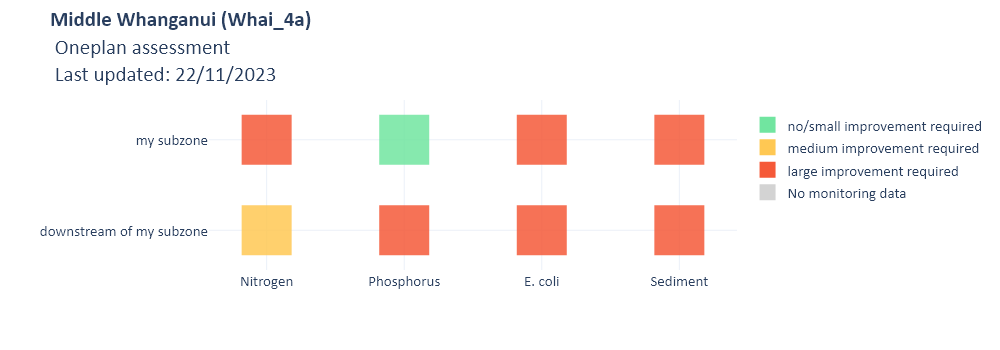 Middle Whanganui (Whai_4a)
Oneplan assessment
Last updated: 22/11/2023
my subzone
downstream of my subzone
Nitrogen
Phosphorus
E. coli
Sediment
no/small improvement required
medium improvement required
large improvement required
No monitoring data